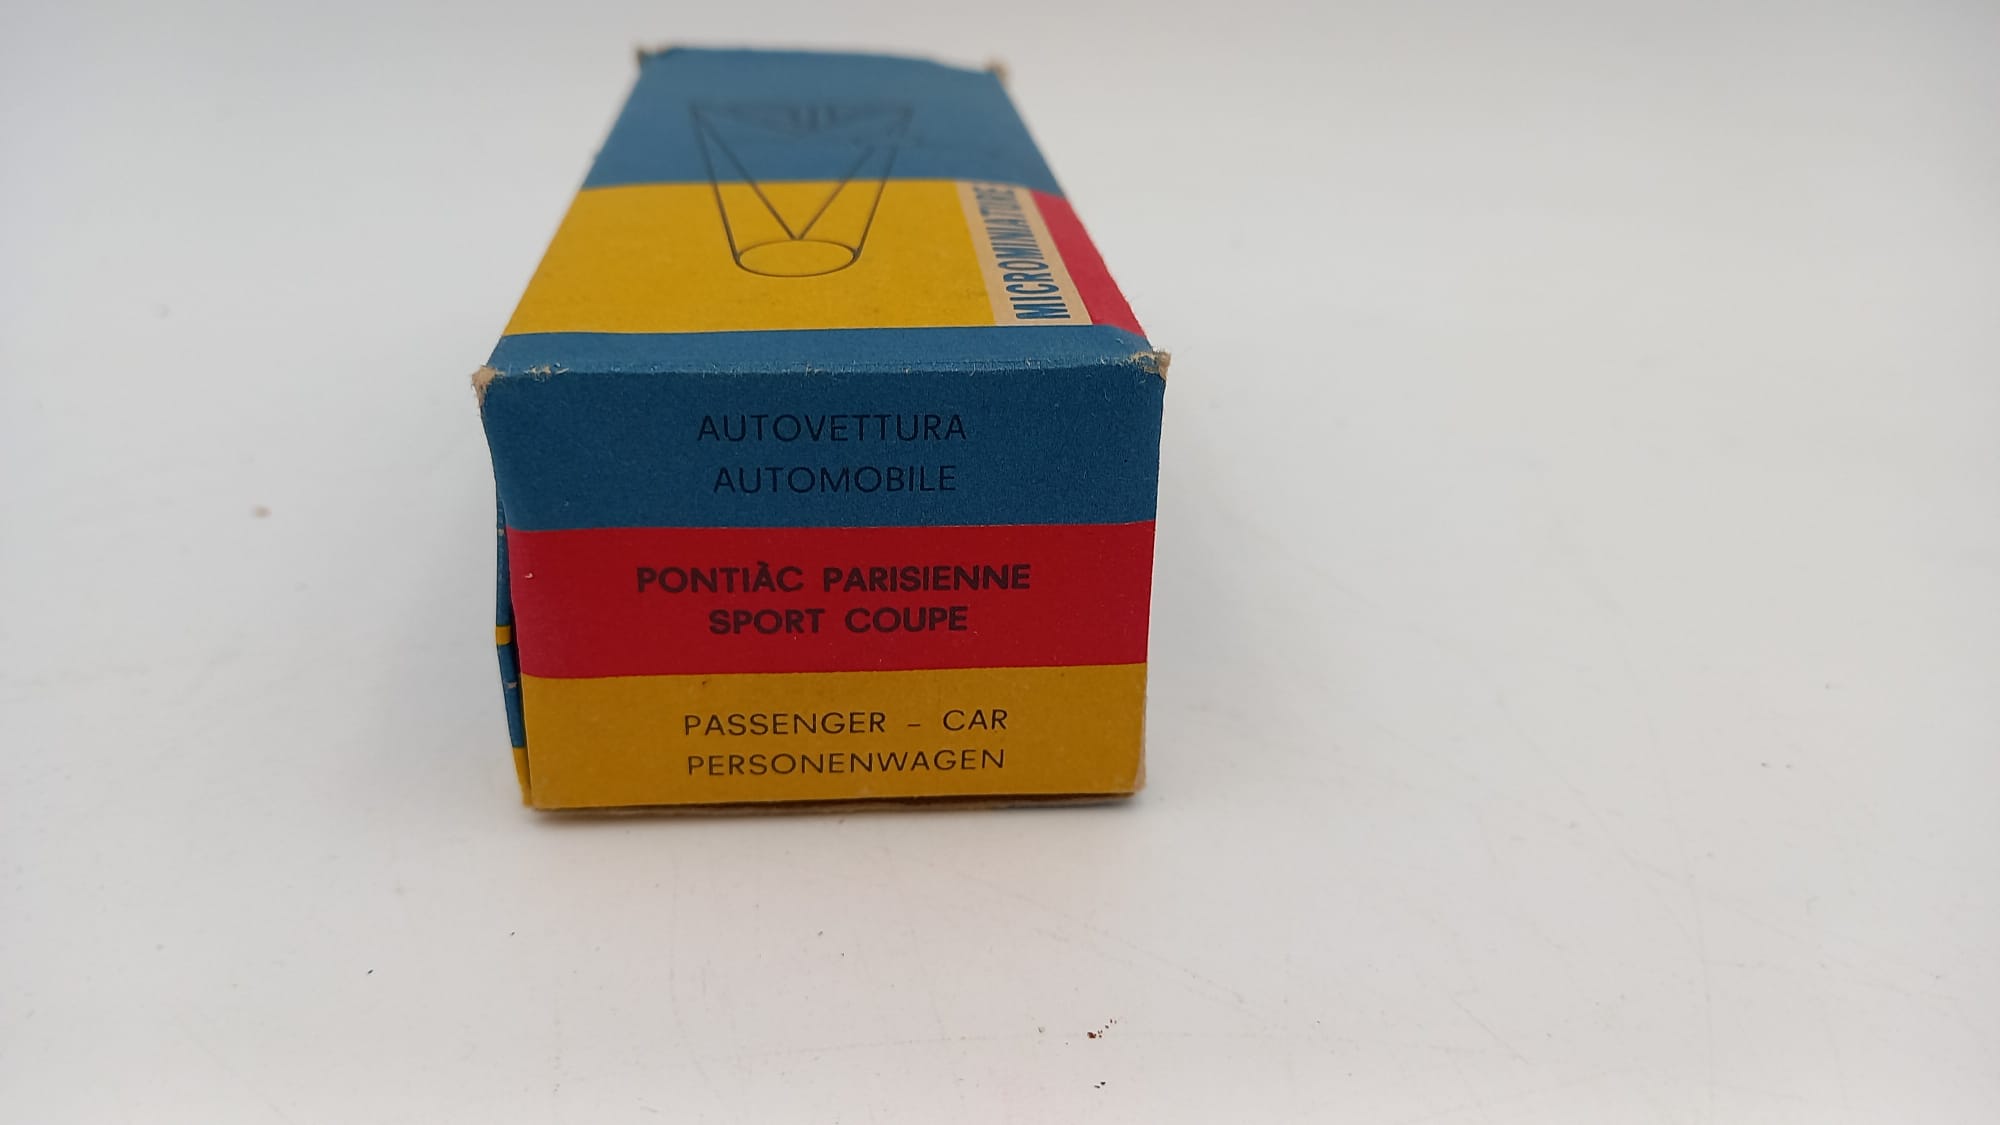 MICROMINIATURE
AUTOVETTURA
AUTOMOBILE
PONTIÀC PARISIENNE
SPORT COUPE
PASSENGER - CAR
PERSONENWAGEN